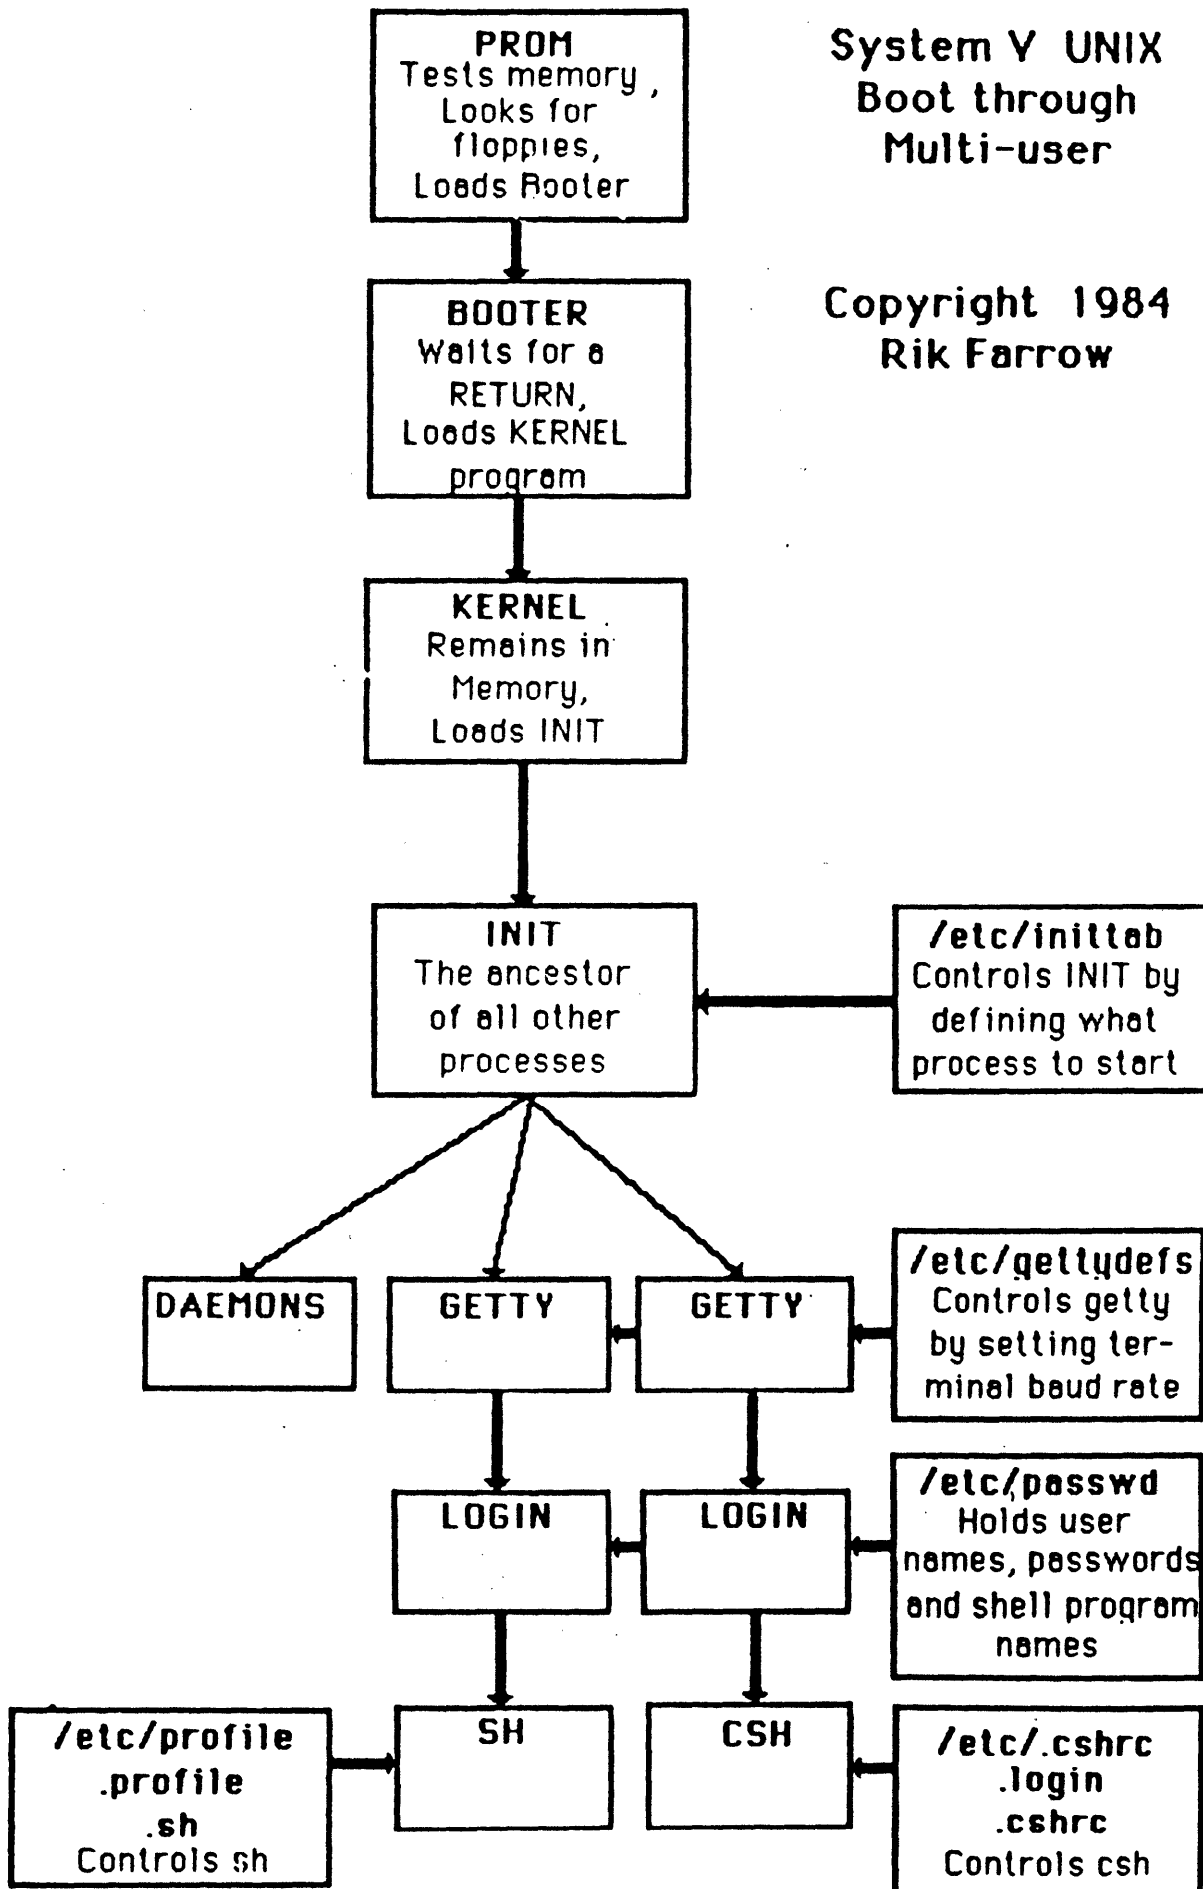 PROM
Tests memory ,
Looks for
floppies,
Loads Booter
System V UNIX
Boot through
Multi-user
Copyright 1984
Rik Farrow
BOOTER
Waits for a
RETURN,
Loads KERNEL
program
KERNEL
Remains in
Memory,
Loads INIT
INIT
The ancestor
of all other
processes
/etc/inittab
Controls INIT by
defining what
process to start
DAEMONS
GETTY
GETTY
/etc/gettydefs
Controls getty
by setting ter-
minal baud rate
LOGIN
LOGIN
/etc/passwd
Holds user
names, passwords
and shell program
names
/etc/profile
.profile
.sh
Controls sh
SH
CSH
/etc/.cshrc
.login
.cshrc
Controls csh